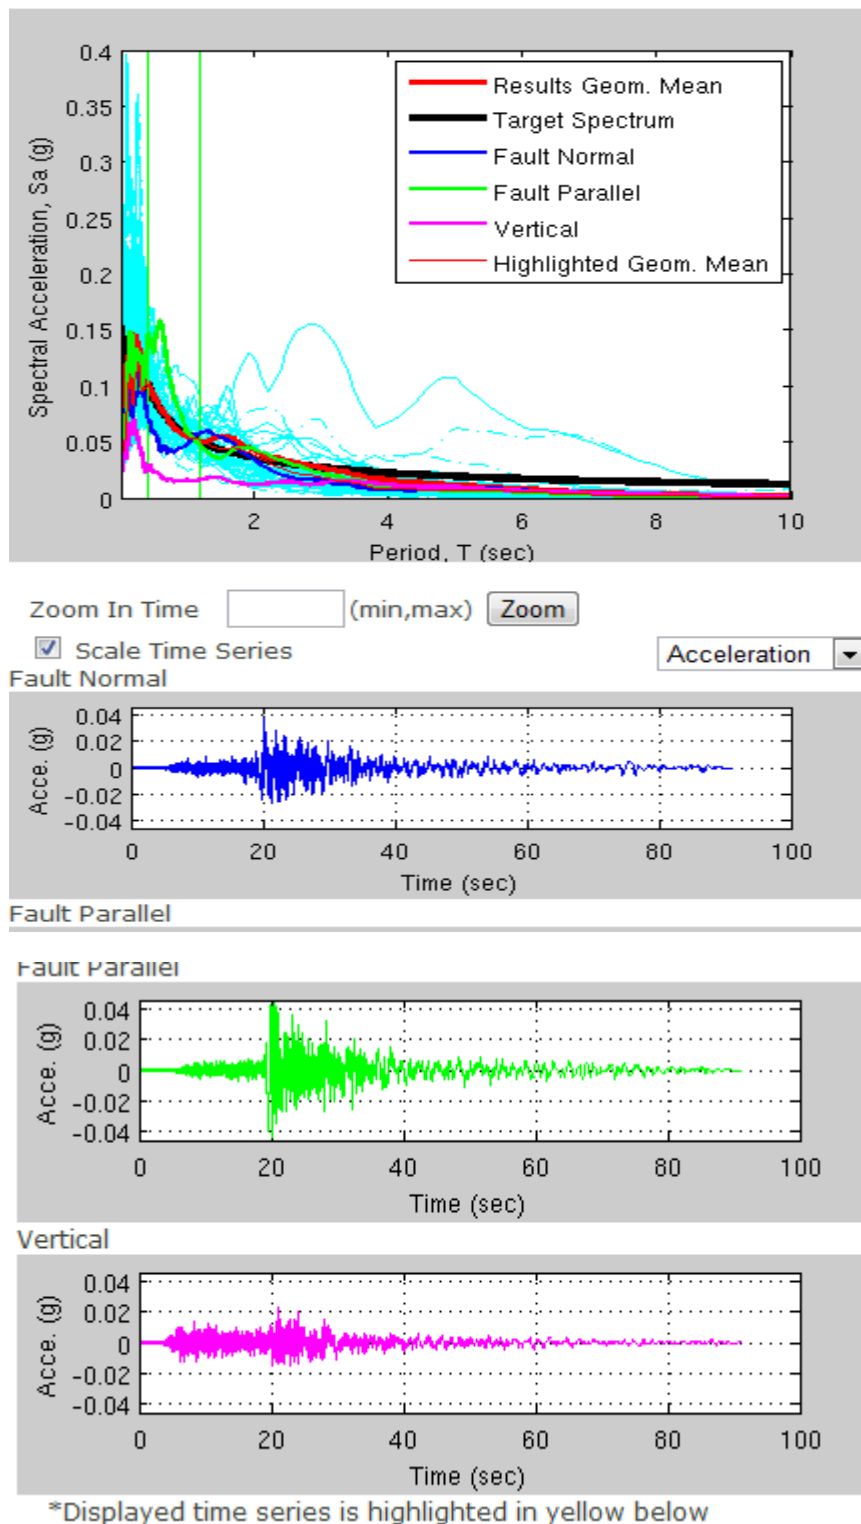 0.4
0.35
0.3
0.25
0.2
0.15
0.1
0.05
0
Spectral Acceleration, Sa (g)
Results Geom. Mean
Target Spectrum
Fault Normal
Fault Parallel
Vertical
Highlighted Geom. Mean
2 4 6 8 10
Period, T (sec)
Zoom In Time (min,max) Zoom
Scale Time Series
Acceleration
Fault Normal
0.04
0.02
0
-0.02
-0.04
Acce. (g)
0 20 40 60 80 100
Time (sec)
Fault Parallel
Fault Parallel
0.04
0.02
0
-0.02
-0.04
Acce. (g)
0 20 40 60 80 100
Time (sec)
Vertical
0.04
0.02
0
-0.02
-0.04
Acce. (g)
0 20 40 60 80 100
Time (sec)
*Displayed time series is highlighted in yellow below